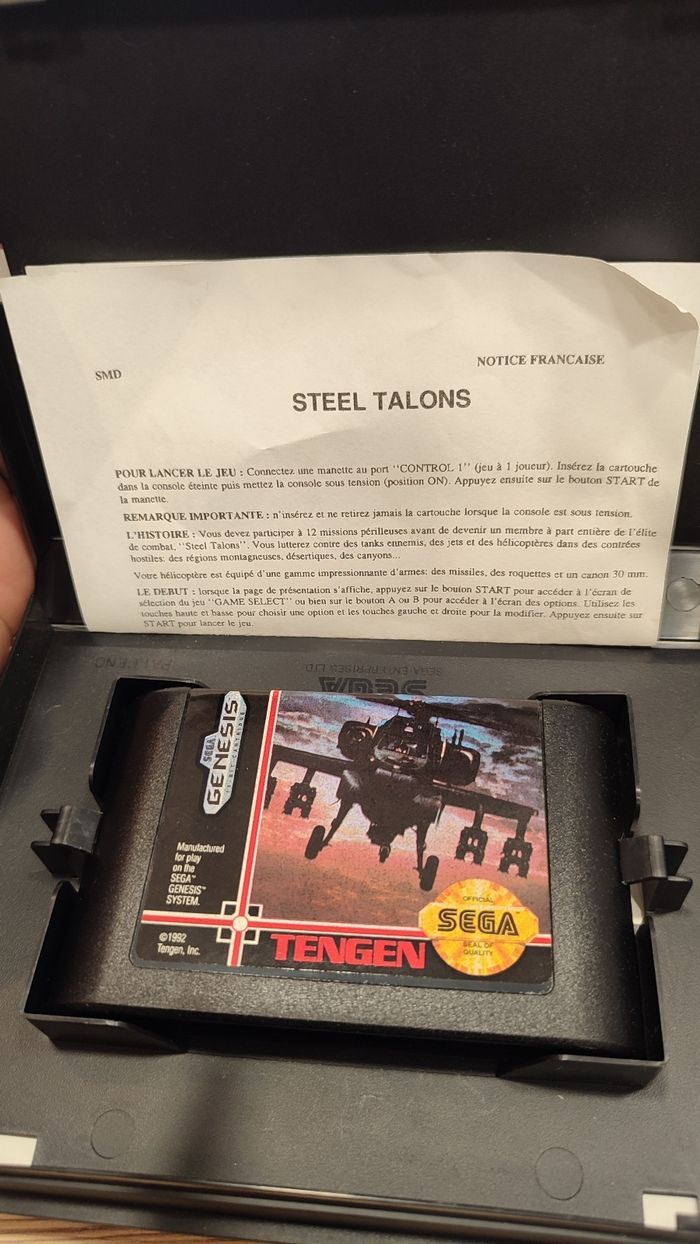 SMD
NOTICE FRANCAISE
STEEL TALONS
POUR LANCER LE JEU : Connectez une manette au port ‘‘CONTROL 1’’ (jeu à 1 joueur). Insérez la cartouche
dans la console éteinte puis mettez la console sous tension (position ON). Appuyez ensuite sur le bouton START de
la manette.
REMARQUE IMPORTANTE : n'insérez et ne retirez jamais la cartouche lorsque la console est sous tension.
L'HISTOIRE : Vous devez participer à 12 missions périlleuses avant de devenir un membre à part entière de l'élite
de combat, ‘‘Steel Talons’’. Vous lutterez contre des tanks ennemis, des jets et des hélicoptères dans des contrées
hostiles: des régions montagneuses, désertiques, des canyons...
Votre hélicoptère est équipé d'une gamme impressionnante d'armes: des missiles, des roquettes et un canon 30 mm.
LE DEBUT : lorsque la page de présentation s'affiche, appuyez sur le bouton START pour accéder à l'écran de
sélection du jeu ‘‘GAME SELECT’’ ou bien sur le bouton A ou B pour accéder à l'écran des options. Utilisez les
touches haute et basse pour choisir une option et les touches gauche et droite pour la modifier. Appuyez ensuite sur
START pour lancer le jeu.
SEGA ENTERPRISES LTD.
SEGA
SEGA
GENESIS
16-BIT CARTRIDGE
Manufactured
for play
on the
SEGA™
GENESIS™
SYSTEM.
©1992
Tengen, Inc.
TENGEN
OFFICIAL
SEGA™
SEAL OF
QUALITY